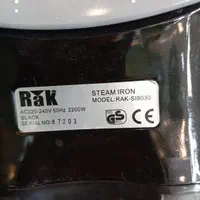 RAK
STEAM IRON
MODEL:RAK-SI8030
AC220-240V 50Hz 2200W
BLACK
SERIAL NO: 87203
CE GS